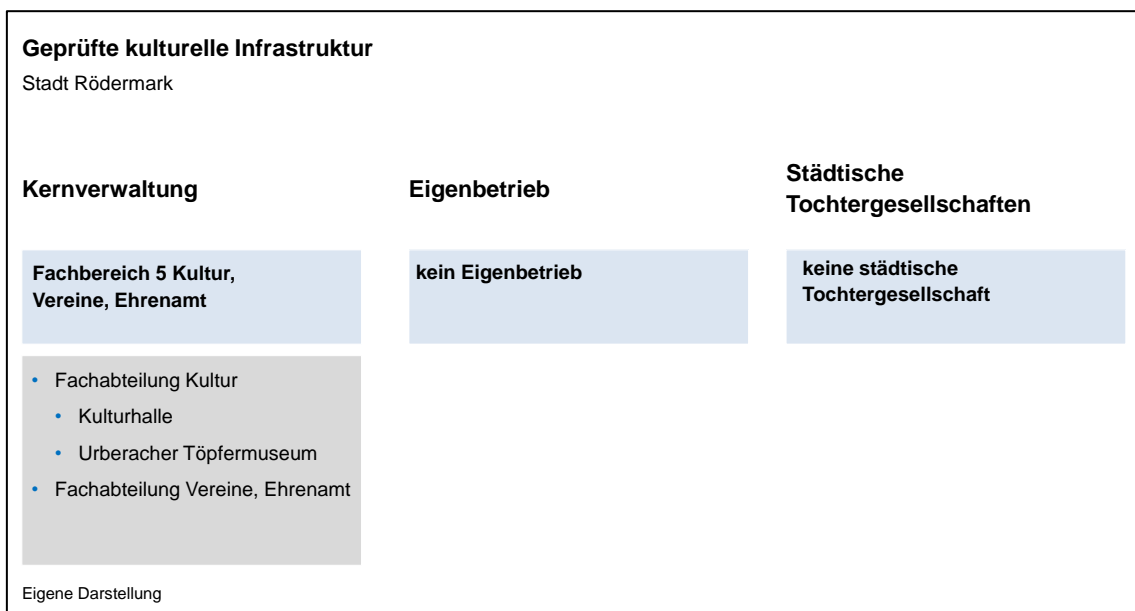 Geprüfte kulturelle Infrastruktur
Stadt Rödermark
Kernverwaltung
Fachbereich 5 Kultur,
Vereine, Ehrenamt
• Fachabteilung Kultur
• Kulturhalle
• Urberacher Töpfermuseum
• Fachabteilung Vereine, Ehrenamt
Eigenbetrieb
kein Eigenbetrieb
Städtische
Tochtergesellschaften
keine städtische
Tochtergesellschaft
Eigene Darstellung